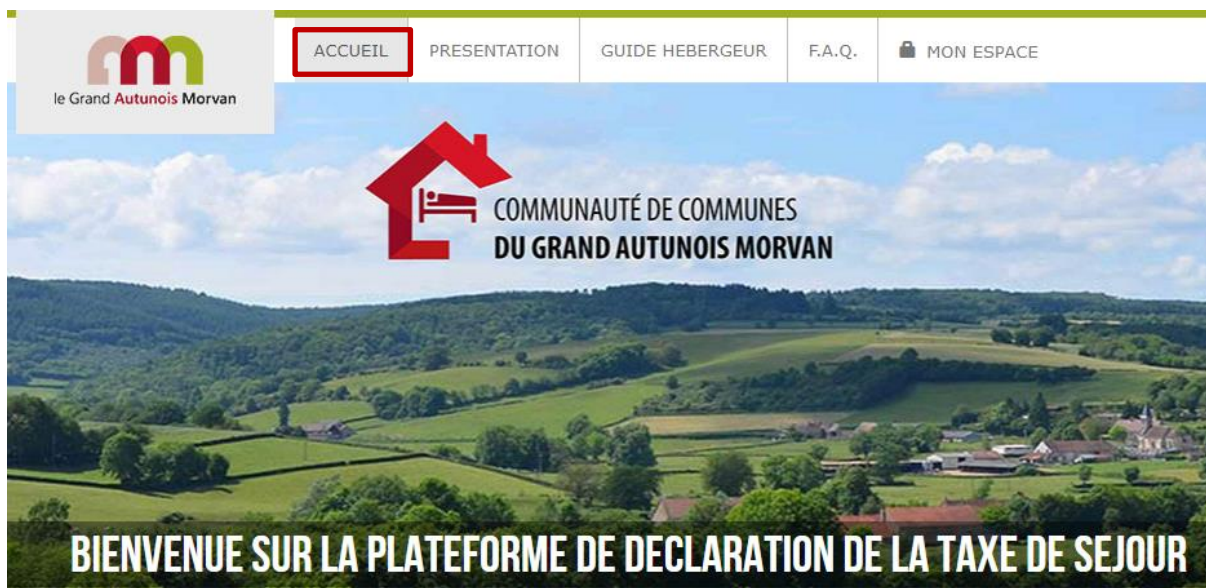 le Grand Autunois Morvan
ACCUEIL PRESENTATION GUIDE HEBERGEUR F.A.Q. MON ESPACE
COMMUNAUTÉ DE COMMUNES
DU GRAND AUTUNOIS MORVAN
BIENVENUE SUR LA PLATEFORME DE DECLARATION DE LA TAXE DE SEJOUR